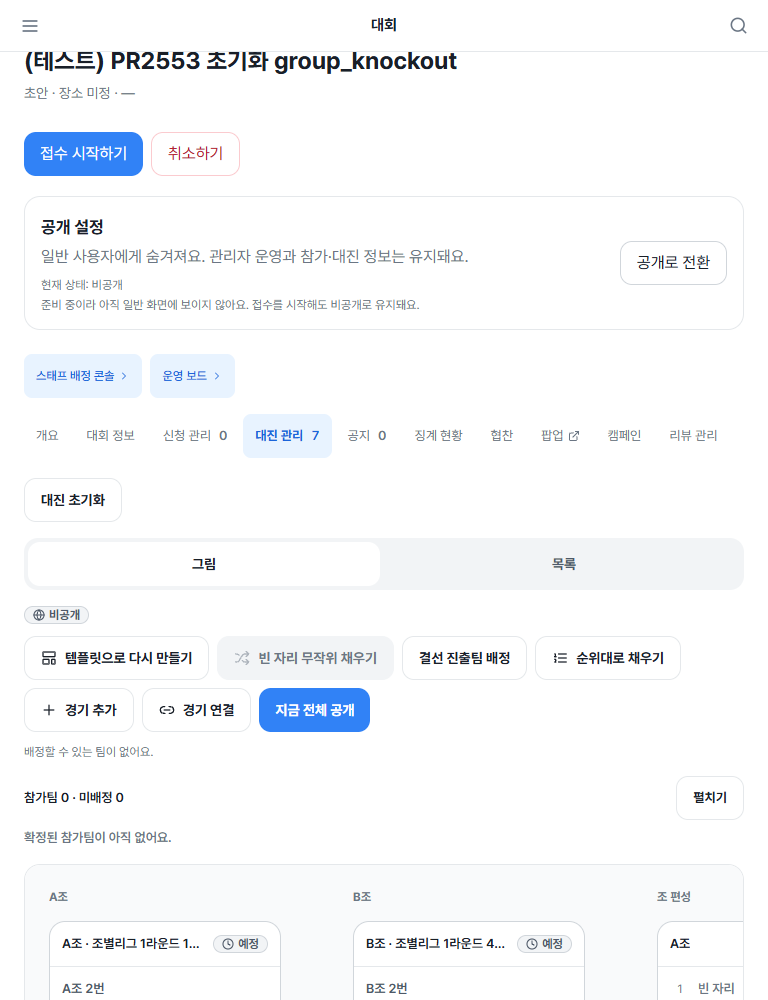 대회
(테스트) PR2553 초기화 group_knockout
초안 · 장소 미정 · —
접수 시작하기 취소하기
공개 설정
일반 사용자에게 숨겨져요. 관리자 운영과 참가·대진 정보는 유지돼요.
현재 상태: 비공개
준비 중이라 아직 일반 화면에 보이지 않아요. 접수를 시작해도 비공개로 유지돼요.
공개로 전환
스태프 배정 콘솔 운영 보드
개요 대회 정보 신청 관리 0 대진 관리 7 공지 0 징계 현황 협찬 팝업 캠페인 리뷰 관리
대진 초기화
그림 목록
비공개
템플릿으로 다시 만들기 빈 자리 무작위 채우기 결선 진출팀 배정 순위대로 채우기
경기 추가 경기 연결 지금 전체 공개
배정할 수 있는 팀이 없어요.
참가팀 0 · 미배정 0 펼치기
확정된 참가팀이 아직 없어요.
A조 B조 조 편성
A조 · 조별리그 1라운드 1... 예정 B조 · 조별리그 1라운드 4... 예정 A조
A조 2번 B조 2번 1 빈 자리